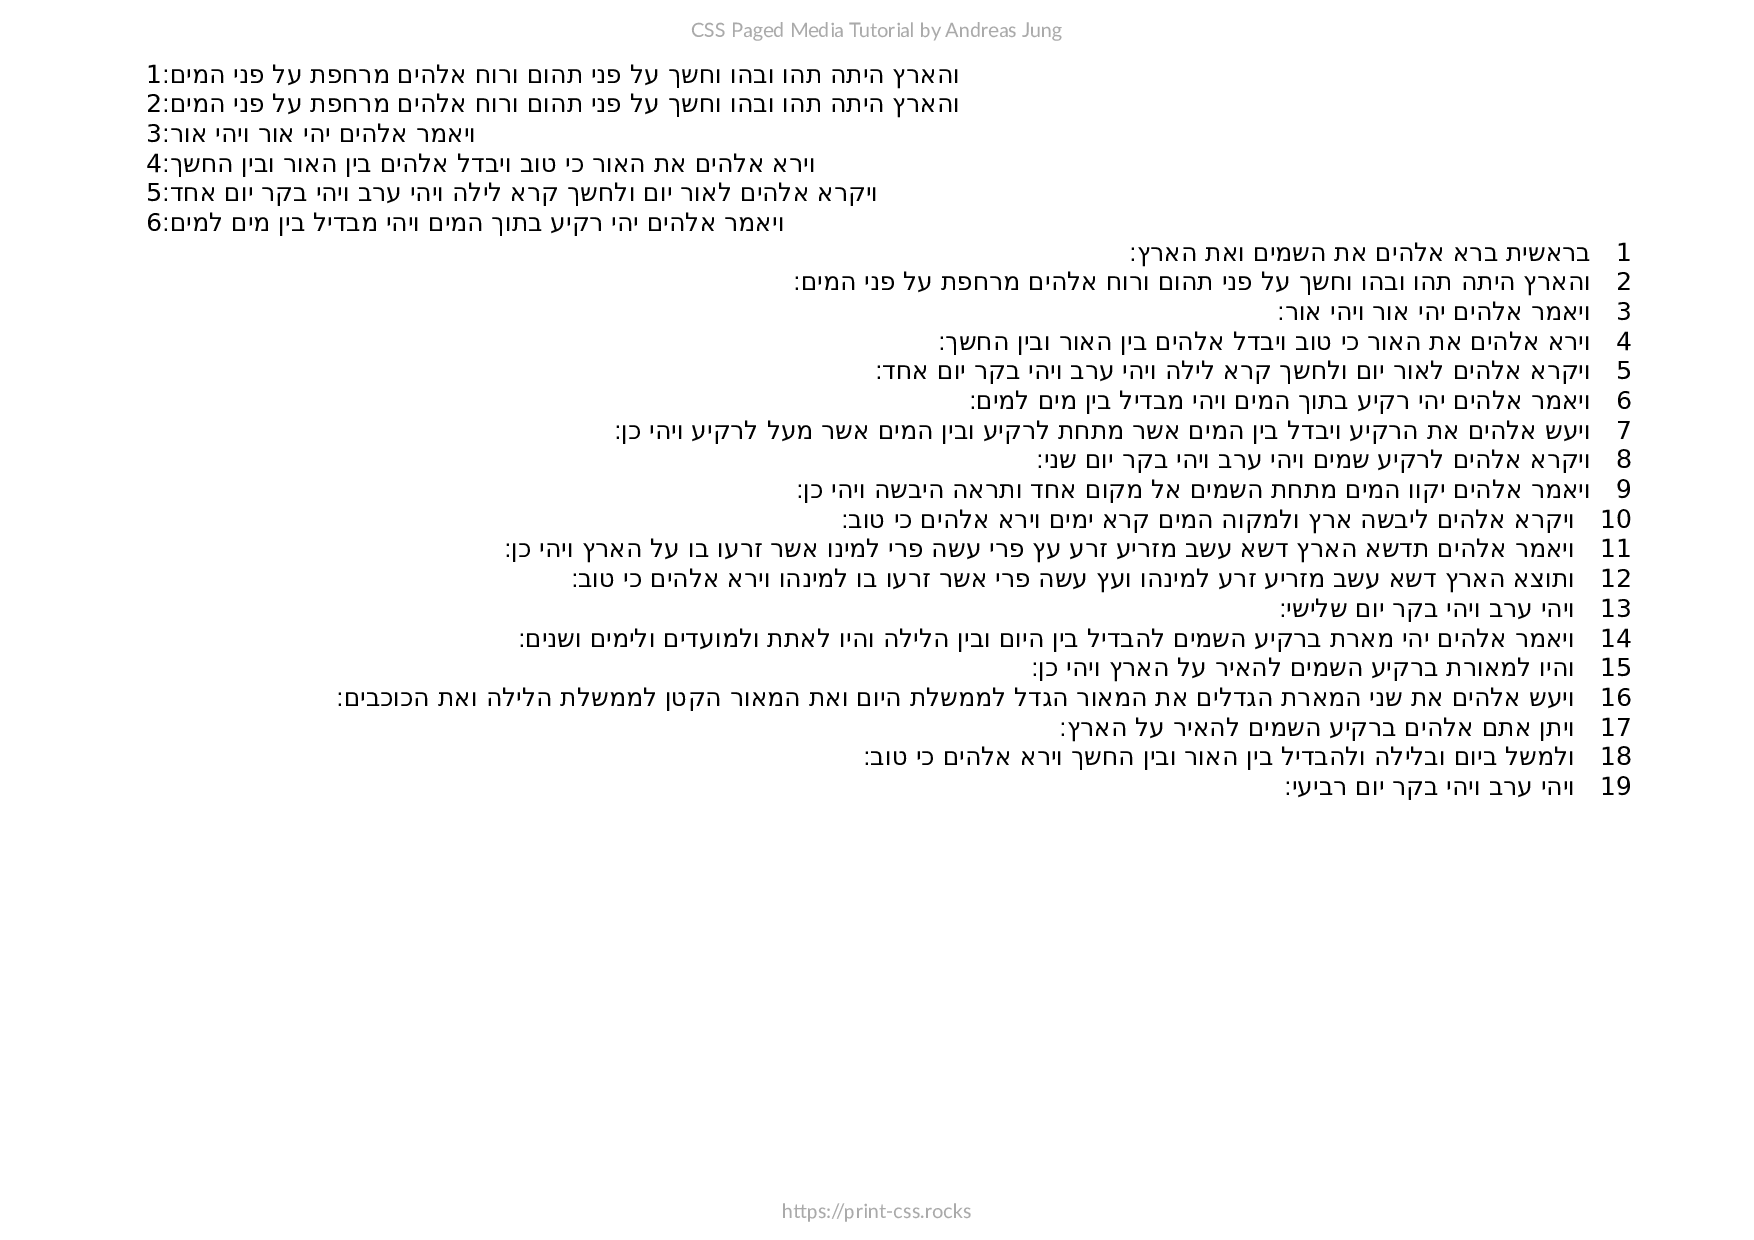 CSS Paged Media Tutorial by Andreas Jung
1:והארץ היתה תהו ובהו וחשך על פני תהום ורוח אלהים מרחפת על פני המים
2:והארץ היתה תהו ובהו וחשך על פני תהום ורוח אלהים מרחפת על פני המים
3:ויאמר אלהים יהי אור ויהי אור
4:וירא אלהים את האור כי טוב ויבדל אלהים בין האור ובין החשך
5:ויקרא אלהים לאור יום ולחשך קרא לילה ויהי ערב ויהי בקר יום אחד
6:ויאמר אלהים יהי רקיע בתוך המים ויהי מבדיל בין מים למים
1 בראשית ברא אלהים את השמים ואת הארץ:
2 והארץ היתה תהו ובהו וחשך על פני תהום ורוח אלהים מרחפת על פני המים:
3 ויאמר אלהים יהי אור ויהי אור:
4 וירא אלהים את האור כי טוב ויבדל אלהים בין האור ובין החשך:
5 ויקרא אלהים לאור יום ולחשך קרא לילה ויהי ערב ויהי בקר יום אחד:
6 ויאמר אלהים יהי רקיע בתוך המים ויהי מבדיל בין מים למים:
7 ויעש אלהים את הרקיע ויבדל בין המים אשר מתחת לרקיע ובין המים אשר מעל לרקיע ויהי כן:
8 ויקרא אלהים לרקיע שמים ויהי ערב ויהי בקר יום שני:
9 ויאמר אלהים יקוו המים מתחת השמים אל מקום אחד ותראה היבשה ויהי כן:
10 ויקרא אלהים ליבשה ארץ ולמקוה המים קרא ימים וירא אלהים כי טוב:
11 ויאמר אלהים תדשא הארץ דשא עשב מזריע זרע עץ פרי עשה פרי למינו אשר זרעו בו על הארץ ויהי כן:
12 ותוצא הארץ דשא עשב מזריע זרע למינהו ועץ עשה פרי אשר זרעו בו למינהו וירא אלהים כי טוב:
13 ויהי ערב ויהי בקר יום שלישי:
14 ויאמר אלהים יהי מארת ברקיע השמים להבדיל בין היום ובין הלילה והיו לאתת ולמועדים ולימים ושנים:
15 והיו למאורת ברקיע השמים להאיר על הארץ ויהי כן:
16 ויעש אלהים את שני המארת הגדלים את המאור הגדל לממשלת היום ואת המאור הקטן לממשלת הלילה ואת הכוכבים:
17 ויתן אתם אלהים ברקיע השמים להאיר על הארץ:
18 ולמשל ביום ובלילה ולהבדיל בין האור ובין החשך וירא אלהים כי טוב:
19 ויהי ערב ויהי בקר יום רביעי:
https://print-css.rocks